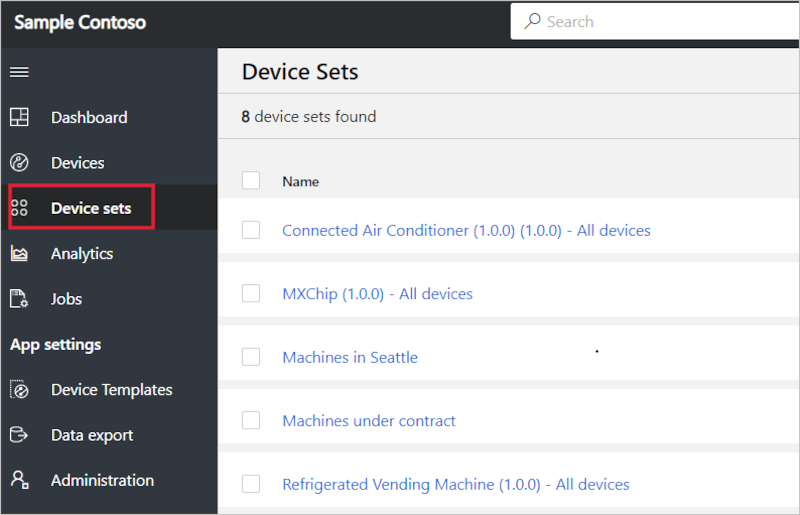 Sample Contoso
Search
Dashboard
Devices
Device sets
Analytics
Jobs
App settings
Device Templates
Data export
Administration
Device Sets
8 device sets found
Name
Connected Air Conditioner (1.0.0) (1.0.0) - All devices
MXChip (1.0.0) - All devices
Machines in Seattle
Machines under contract
Refrigerated Vending Machine (1.0.0) - All devices